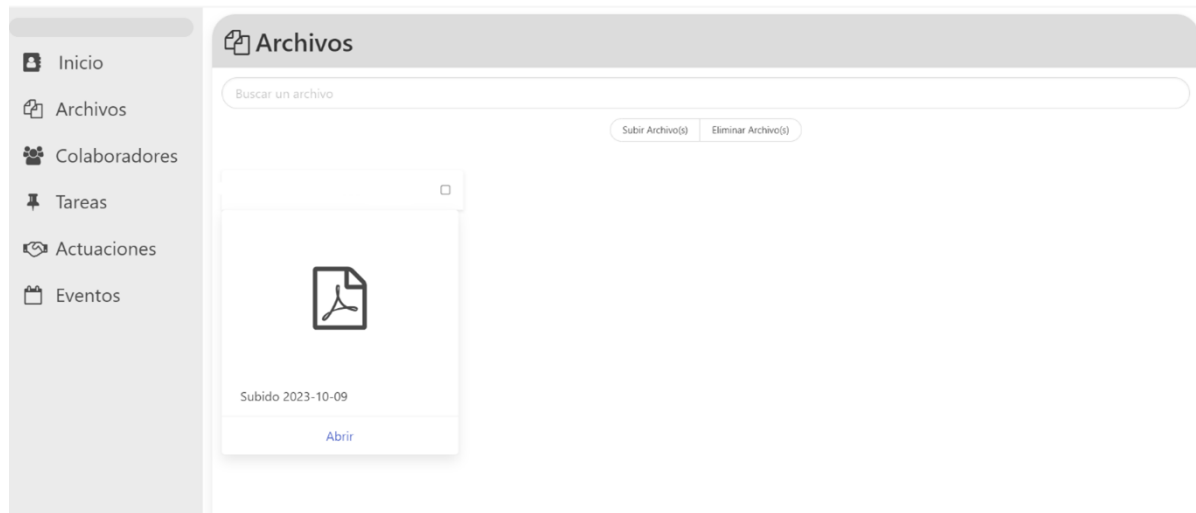 Inicio
Archivos
Colaboradores
Tareas
Actuaciones
Eventos
Archivos
Buscar un archivo
Subir Archivo(s) Eliminar Archivo(s)
Subido 2023-10-09
Abrir